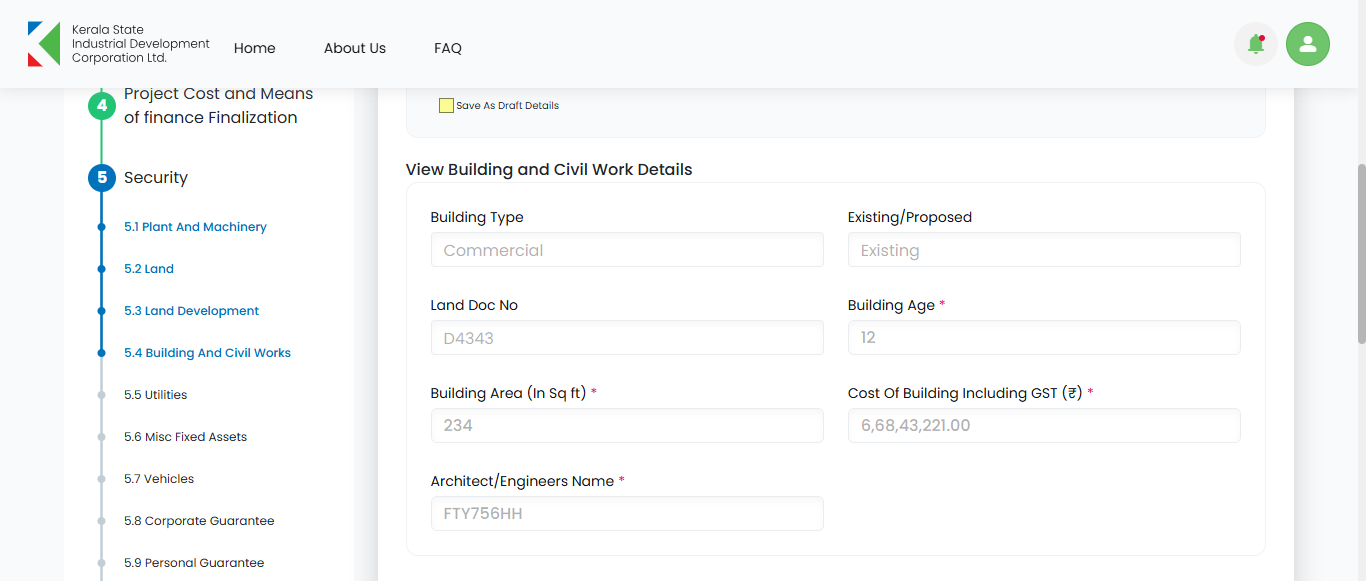 Kerala State
Industrial Development
Corporation Ltd.
Home About Us FAQ
4 Project Cost and Means
of finance Finalization
5 Security
5.1 Plant And Machinery
5.2 Land
5.3 Land Development
5.4 Building And Civil Works
5.5 Utilities
5.6 Misc Fixed Assets
5.7 Vehicles
5.8 Corporate Guarantee
5.9 Personal Guarantee
Save As Draft Details
View Building and Civil Work Details
Building Type
Commercial
Existing/Proposed
Existing
Land Doc No
D4343
Building Age *
12
Building Area (In Sq ft) *
234
Cost Of Building Including GST (₹) *
6,68,43,221.00
Architect/Engineers Name *
FTY756HH